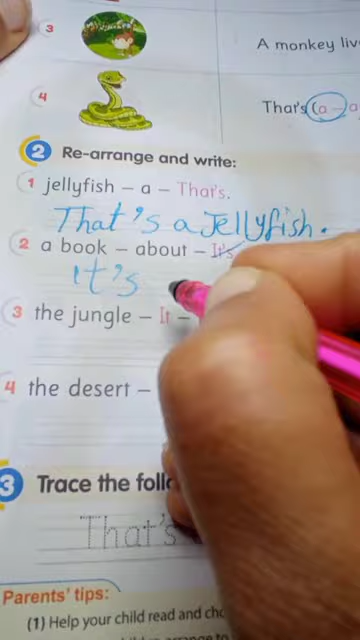 3
A monkey liv
4
That's (a - a
2 Re-arrange and write:
1 jellyfish – a – That's.
That's a Jellyfish.
2 a book – about – It's
it's
3 the jungle – It –
4 the desert –
3 Trace the foll
That's
Parents' tips:
(1) Help your child read and cho